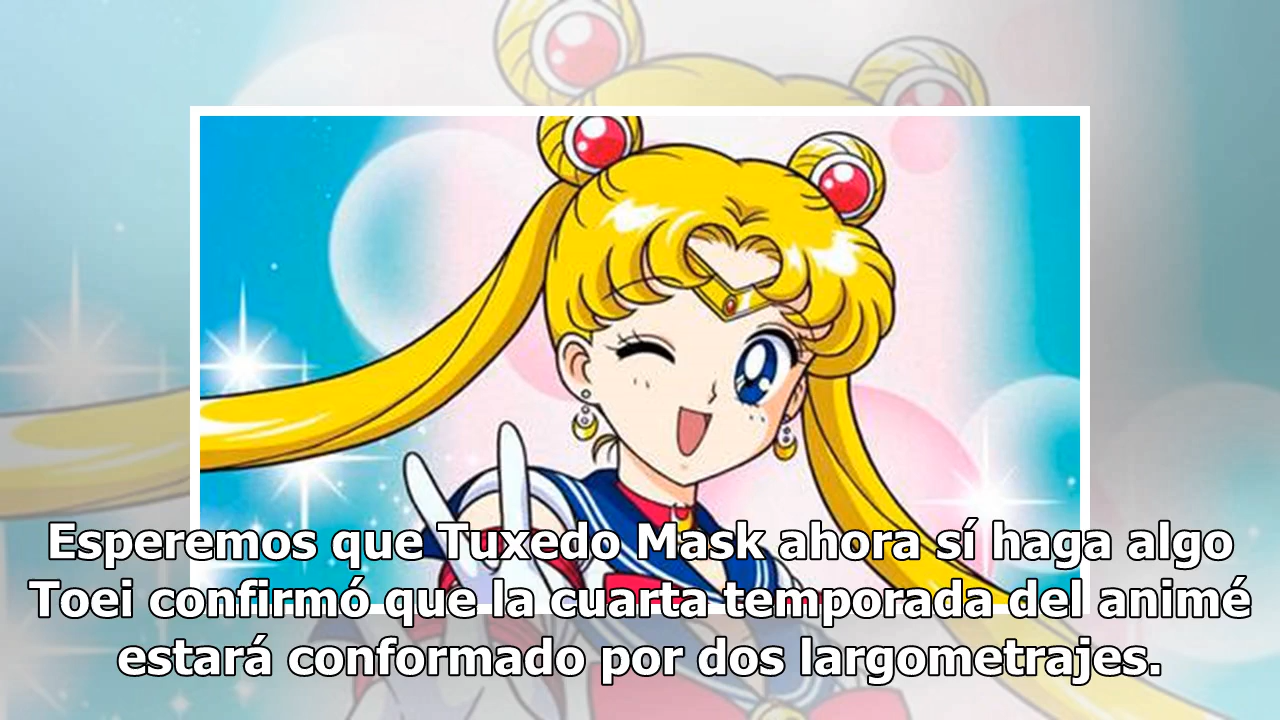 Esperemos que Tuxedo Mask ahora sí haga algo
Toei confirmó que la cuarta temporada del animé
estará conformado por dos largometrajes.